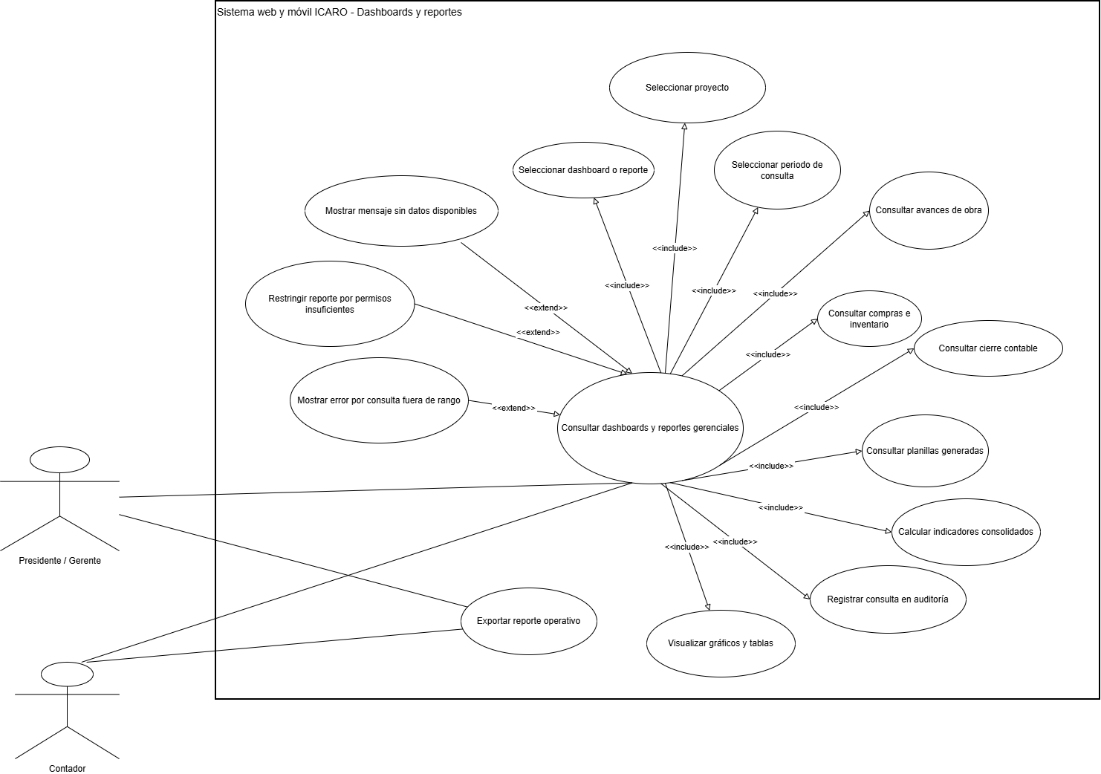 Sistema web y móvil ICARO - Dashboards y reportes
Seleccionar proyecto
Seleccionar dashboard o reporte
Seleccionar periodo de
consulta
Mostrar mensaje sin datos disponibles
Consultar avances de obra
<<include>>
<<include>>
<<include>>
<<include>>
Restringir reporte por permisos
insuficientes
<<extend>>
<<extend>>
Consultar compras e
inventario
Consultar cierre contable
<<include>>
Mostrar error por consulta fuera de rango
<<extend>>
<<include>>
Consultar dashboards y reportes gerenciales
Consultar planillas generadas
<<include>>
<<include>>
Calcular indicadores consolidados
<<include>>
<<include>>
Presidente / Gerente
Registrar consulta en auditoría
Exportar reporte operativo
Visualizar gráficos y tablas
Contador